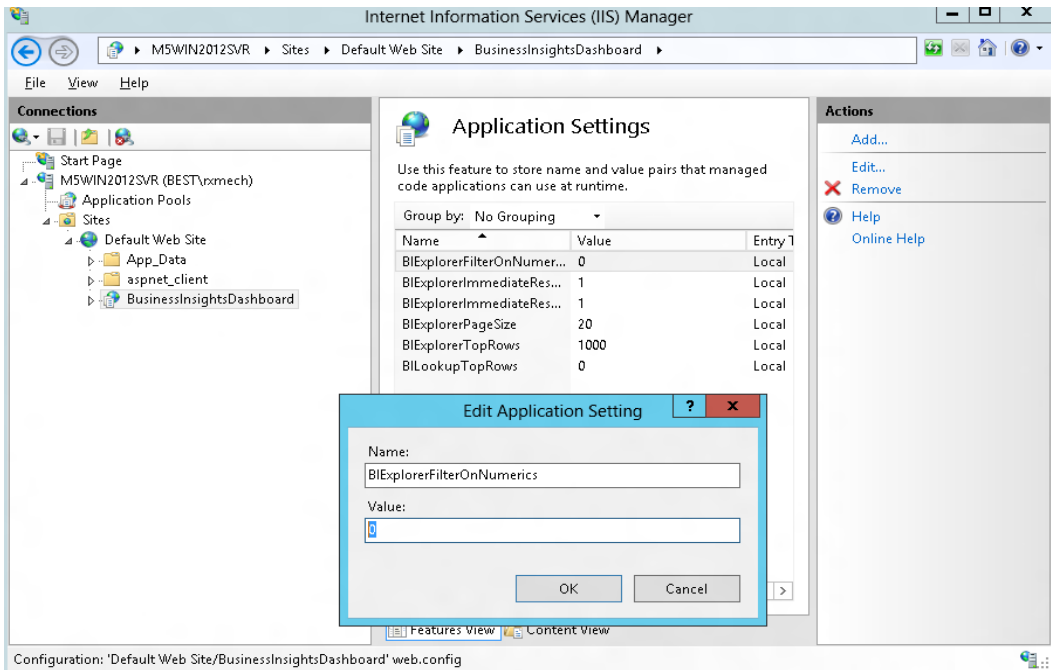 Internet Information Services (IIS) Manager
M5WIN2012SVR Sites Default Web Site BusinessInsightsDashboard
File View Help
Connections
Start Page
M5WIN2012SVR (BEST\rxmech)
Application Pools
Sites
Default Web Site
App_Data
aspnet_client
BusinessInsightsDashboard
Application Settings
Use this feature to store name and value pairs that managed
code applications can use at runtime.
Group by: No Grouping
Name Value Entry T
BIExplorerFilterOnNumer... 0 Local
BIExplorerImmediateRes... 1 Local
BIExplorerImmediateRes... 1 Local
BIExplorerPageSize 20 Local
BIExplorerTopRows 1000 Local
BILookupTopRows 0 Local
Actions
Add...
Edit...
Remove
Help
Online Help
Edit Application Setting ? x
Name:
BIExplorerFilterOnNumerics
Value:
0
OK Cancel
Features View Content View
Configuration: 'Default Web Site/BusinessInsightsDashboard' web.config